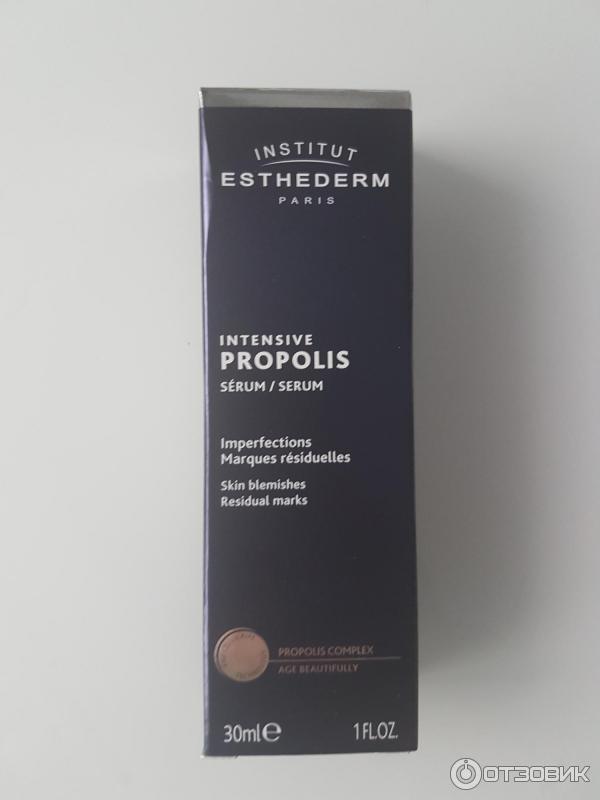 INSTITUT
ESTHEDERM
PARIS
INTENSIVE
PROPOLIS
SÉRUM / SERUM
Imperfections
Marques résiduelles
Skin blemishes
Residual marks
PROPOLIS COMPLEX
AGE BEAUTIFULLY
30ml℮ 1 FL.OZ.
ОТЗОВИК